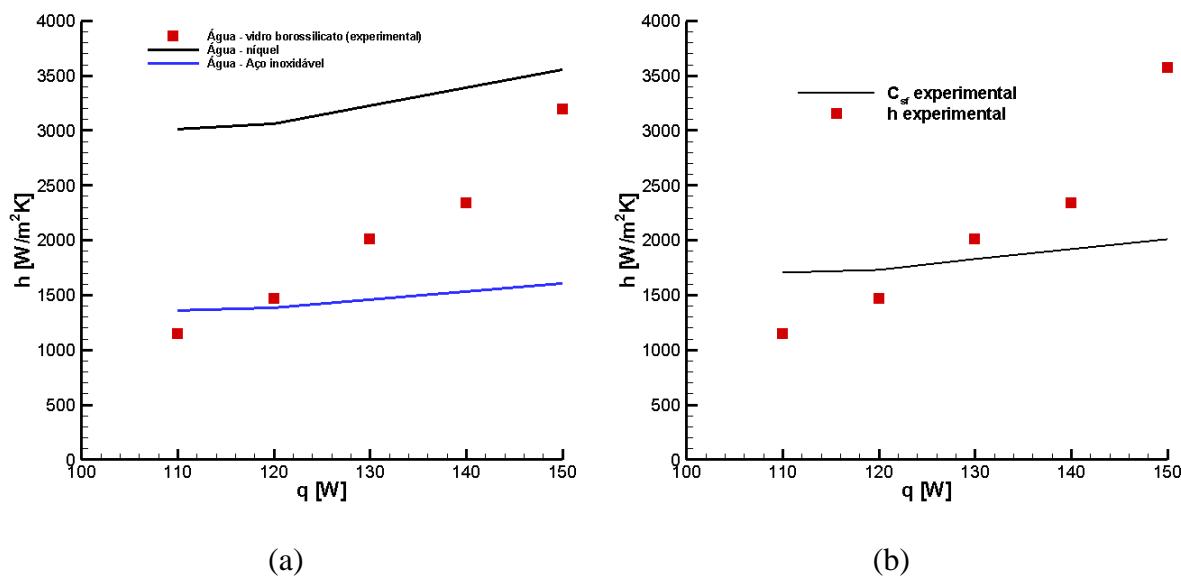 4000
3500
3000
2500
2000
1500
1000
500
0
h [W/m²K]
Água - vidro borossilicato (experimental)
Água - níquel
Água - Aço inoxidável
100 110 120 130 140 150
q [W]
(a)
4000
3500
3000
2500
2000
1500
1000
500
0
h [W/m²K]
C_sf experimental
h experimental
100 110 120 130 140 150
q [W]
(b)